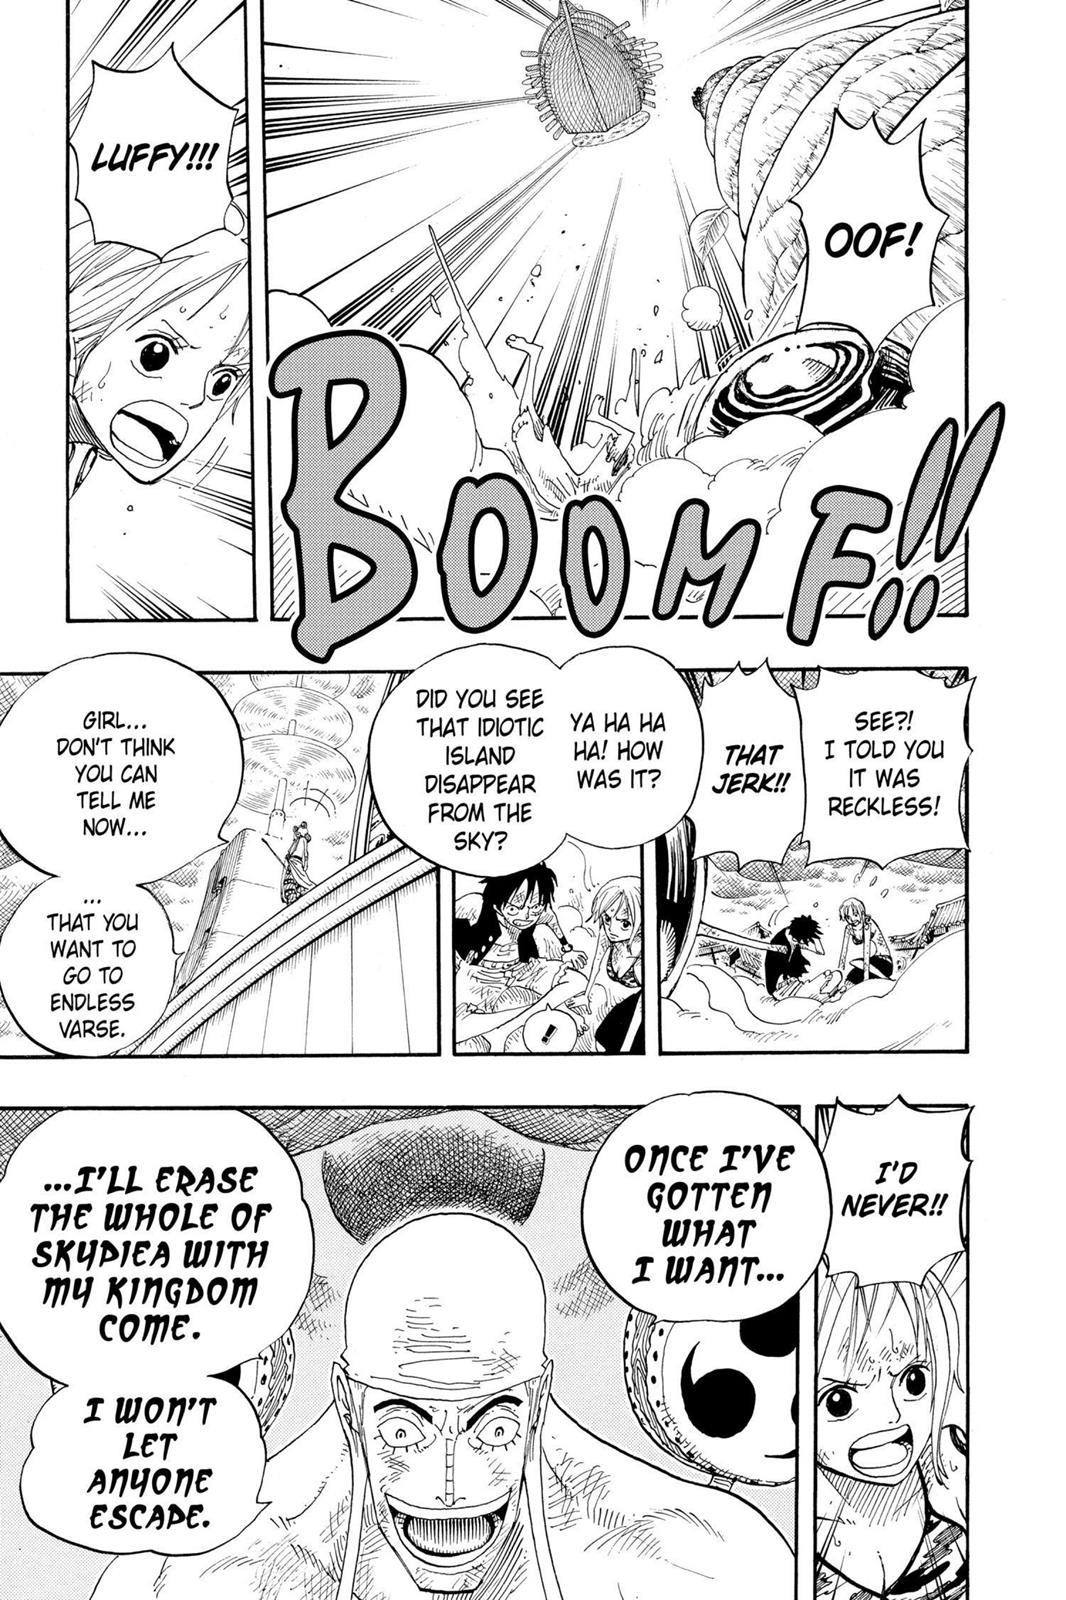 OOF!
BOOMF!!
LUFFY!!!
SEE?!
I TOLD YOU
IT WAS
RECKLESS!
THAT
JERK!!
YA HA HA
HA! HOW
WAS IT?
DID YOU SEE
THAT IDIOTIC
ISLAND
DISAPPEAR
FROM THE
SKY?
!
GIRL...
DON'T THINK
YOU CAN
TELL ME
NOW...
...
THAT YOU
WANT TO
GO TO
ENDLESS
VARSE.
I'D
NEVER!!
ONCE I'VE
GOTTEN
WHAT
I WANT...
...I'LL ERASE
THE WHOLE OF
SKYPIEA WITH
MY KINGDOM
COME.
I WON'T
LET
ANYONE
ESCAPE.